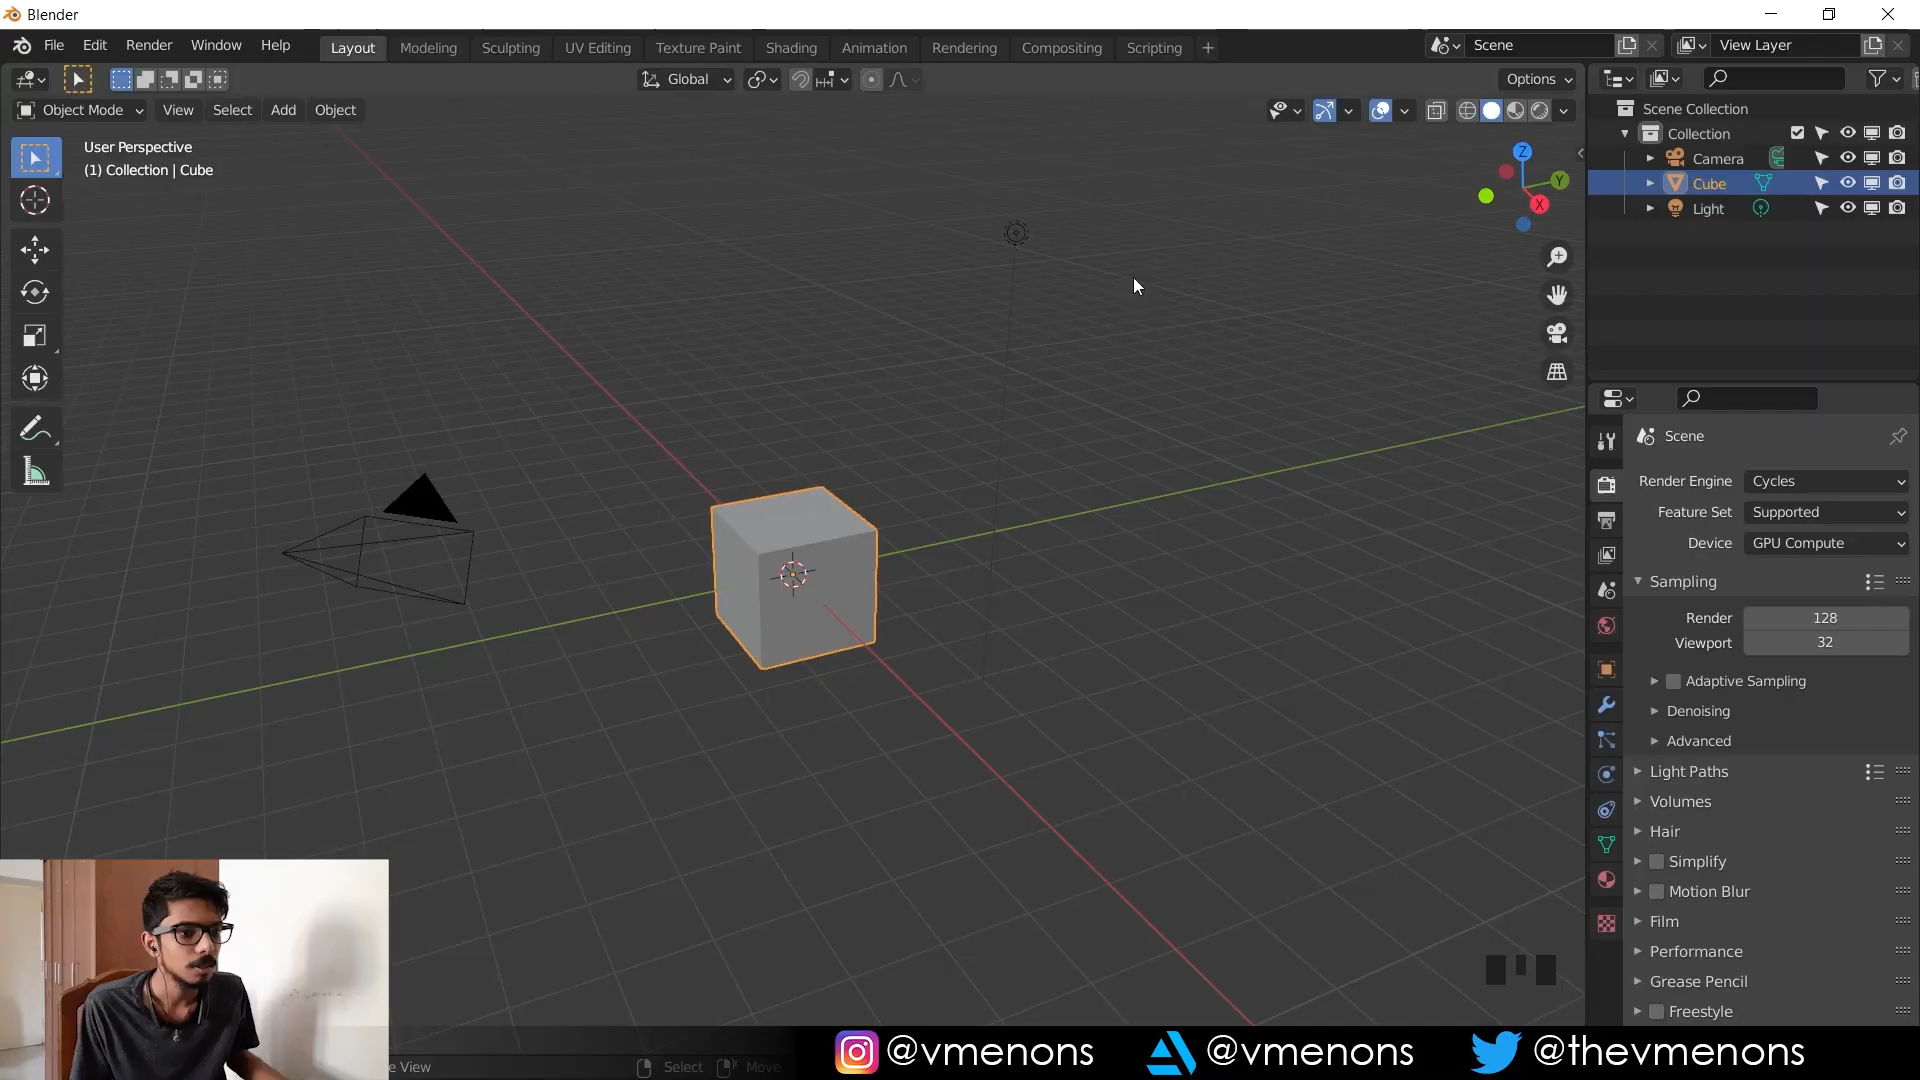 Blender
File Edit Render Window Help Layout Modeling Sculpting UV Editing Texture Paint Shading Animation Rendering Compositing Scripting + Scene View Layer
Global Options
Object Mode View Select Add Object
User Perspective
(1) Collection | Cube
Z
Y
X
Scene Collection
Collection
Camera
Cube
Light
Scene
Render Engine Cycles
Feature Set Supported
Device GPU Compute
Sampling
Render 128
Viewport 32
Adaptive Sampling
Denoising
Advanced
Light Paths
Volumes
Hair
Simplify
Motion Blur
Film
Performance
Grease Pencil
Freestyle
e View Select Move
@vmenons @vmenons @thevmenons